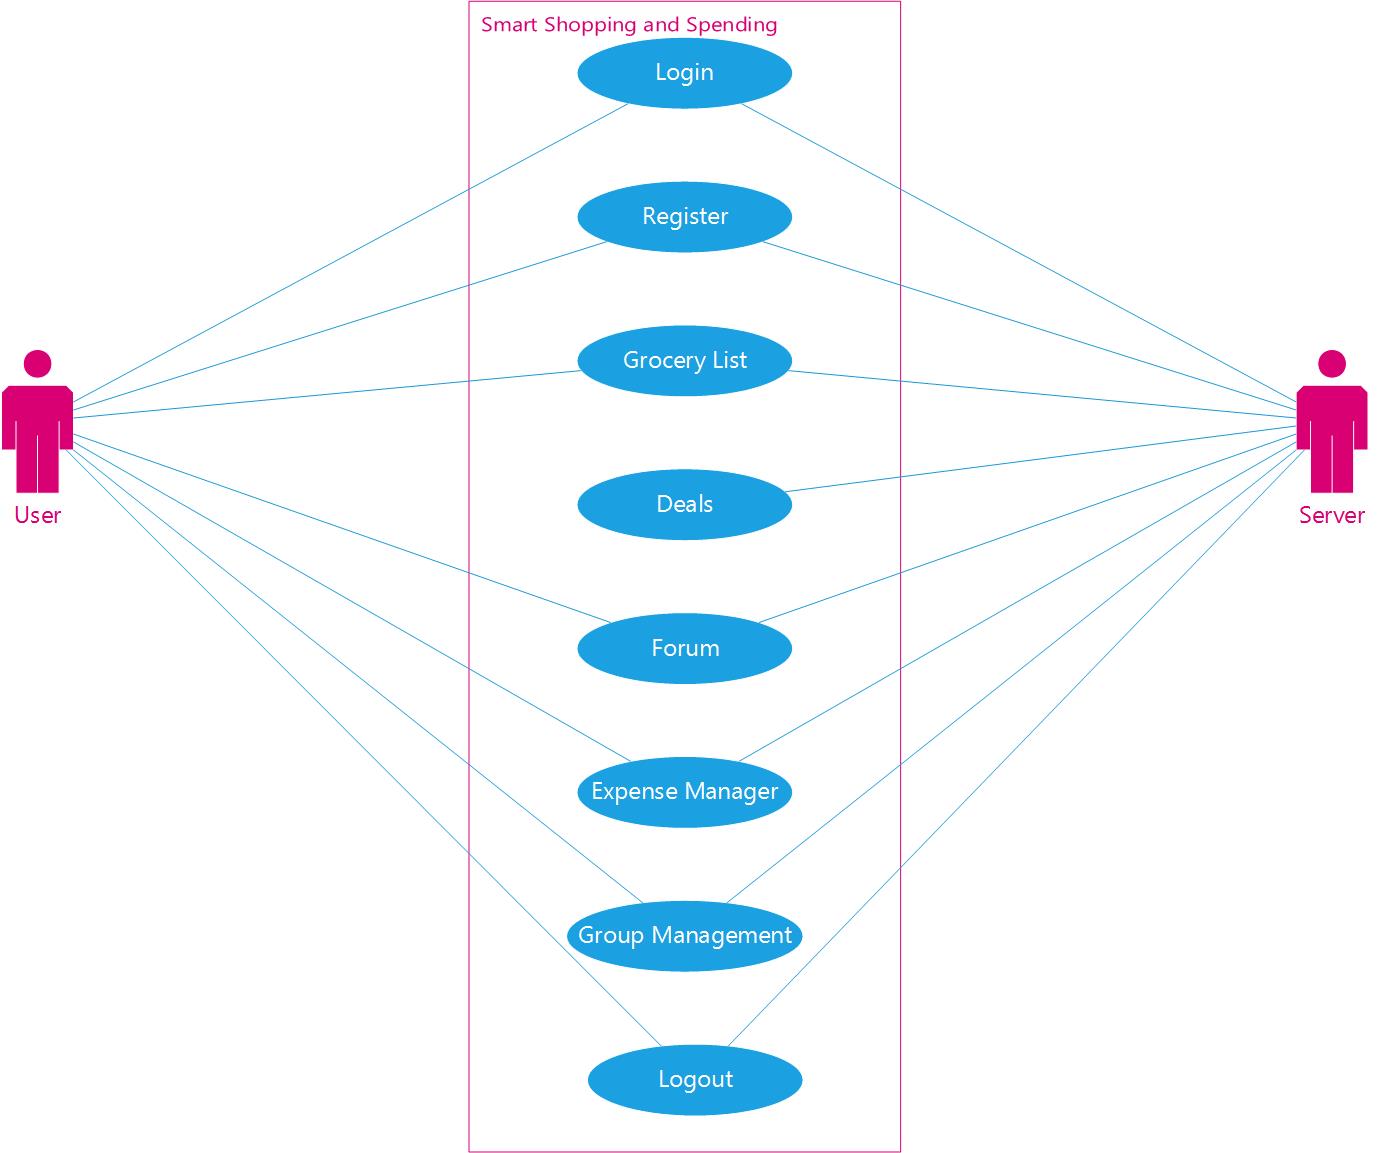 Smart Shopping and Spending
Login
Register
Grocery List
Deals
User
Server
Forum
Expense Manager
Group Management
Logout